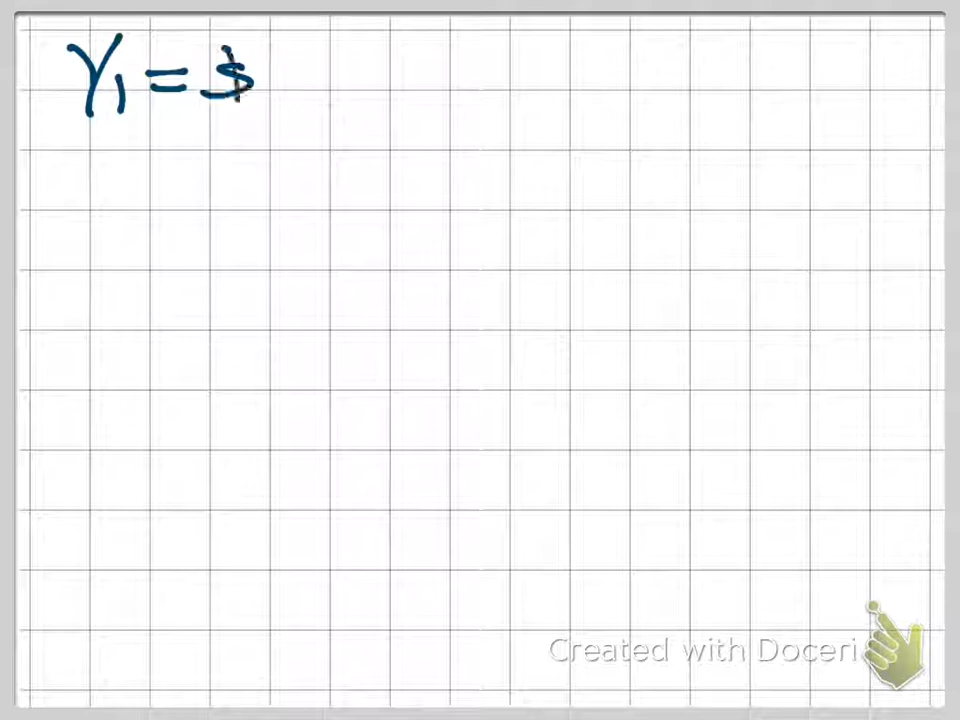 Y₁ = $
Created with Doceri